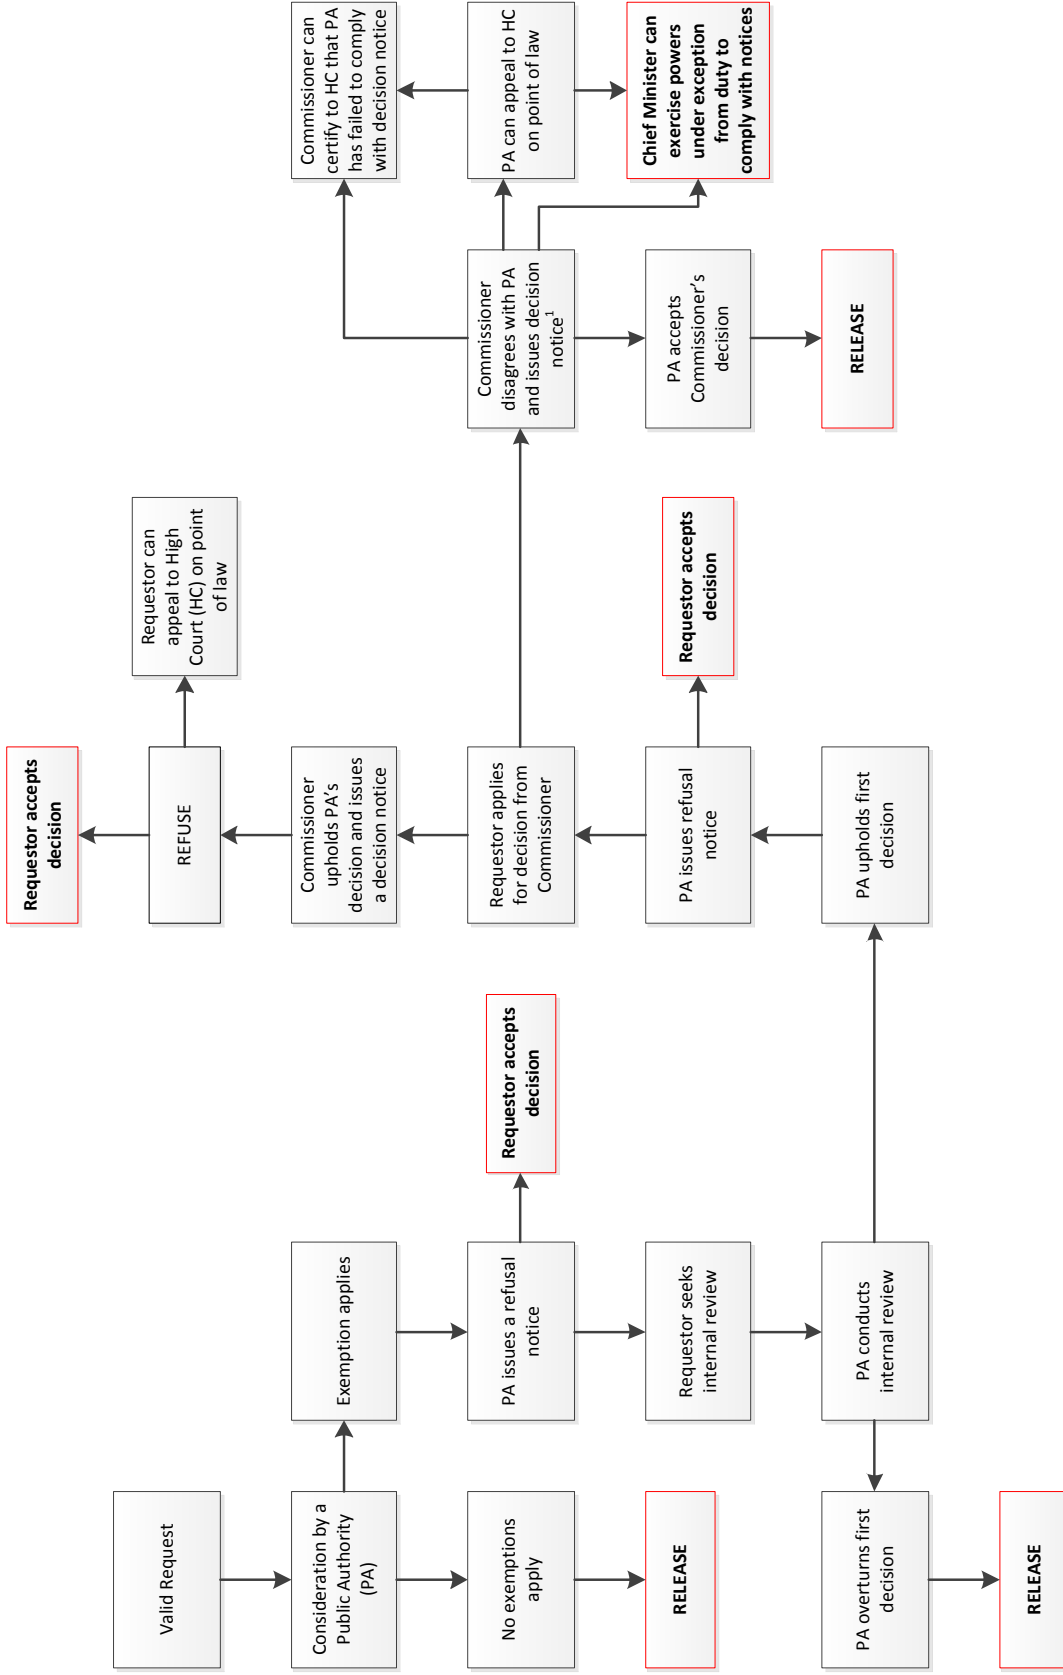 Valid Request
Consideration by a
Public Authority
(PA)
No exemptions
apply
RELEASE
Exemption applies
PA issues a refusal
notice
Requestor accepts
decision
Requestor seeks
internal review
PA conducts
internal review
PA overturns first
decision
RELEASE
PA upholds first
decision
PA issues refusal
notice
Requestor accepts
decision
Requestor applies
for decision from
Commissioner
Commissioner
upholds PA’s
decision and issues
a decision notice
REFUSE
Requestor accepts
decision
Requestor can
appeal to High
Court (HC) on point
of law
Commissioner
disagrees with PA
and issues decision
notice¹
PA accepts
Commissioner’s
decision
RELEASE
Commissioner can
certify to HC that PA
has failed to comply
with decision notice
PA can appeal to HC
on point of law
Chief Minister can
exercise powers
under exception
from duty to
comply with notices